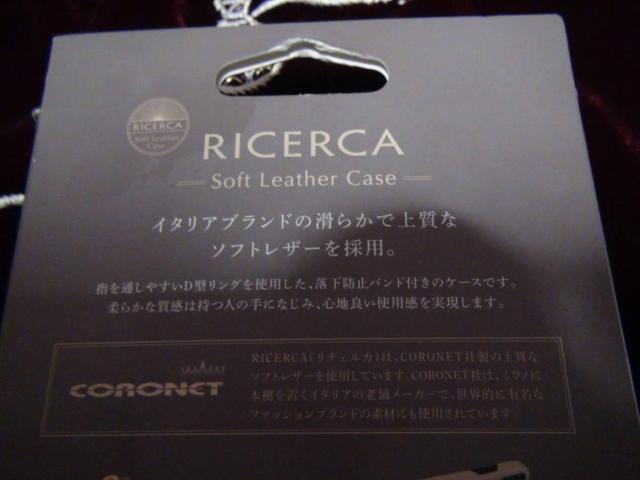 RICERCA
Soft Leather
Case
RICERCA
Soft Leather Case
イタリアブランドの滑らかで上質な
ソフトレザーを採用。
指を通しやすいD型リングを使用した、落下防止バンド付きのケースです。
柔らかな質感は持つ人の手になじみ、心地良い使用感を実現します。
CORONET
RICERCA(リチェルカ)は、CORONET社製の上質な
ソフトレザーを使用しています。CORONET社は、ミラノに
本拠を置くイタリアの老舗メーカーで、世界的に有名な
ファッションブランドの素材にも使用されています。